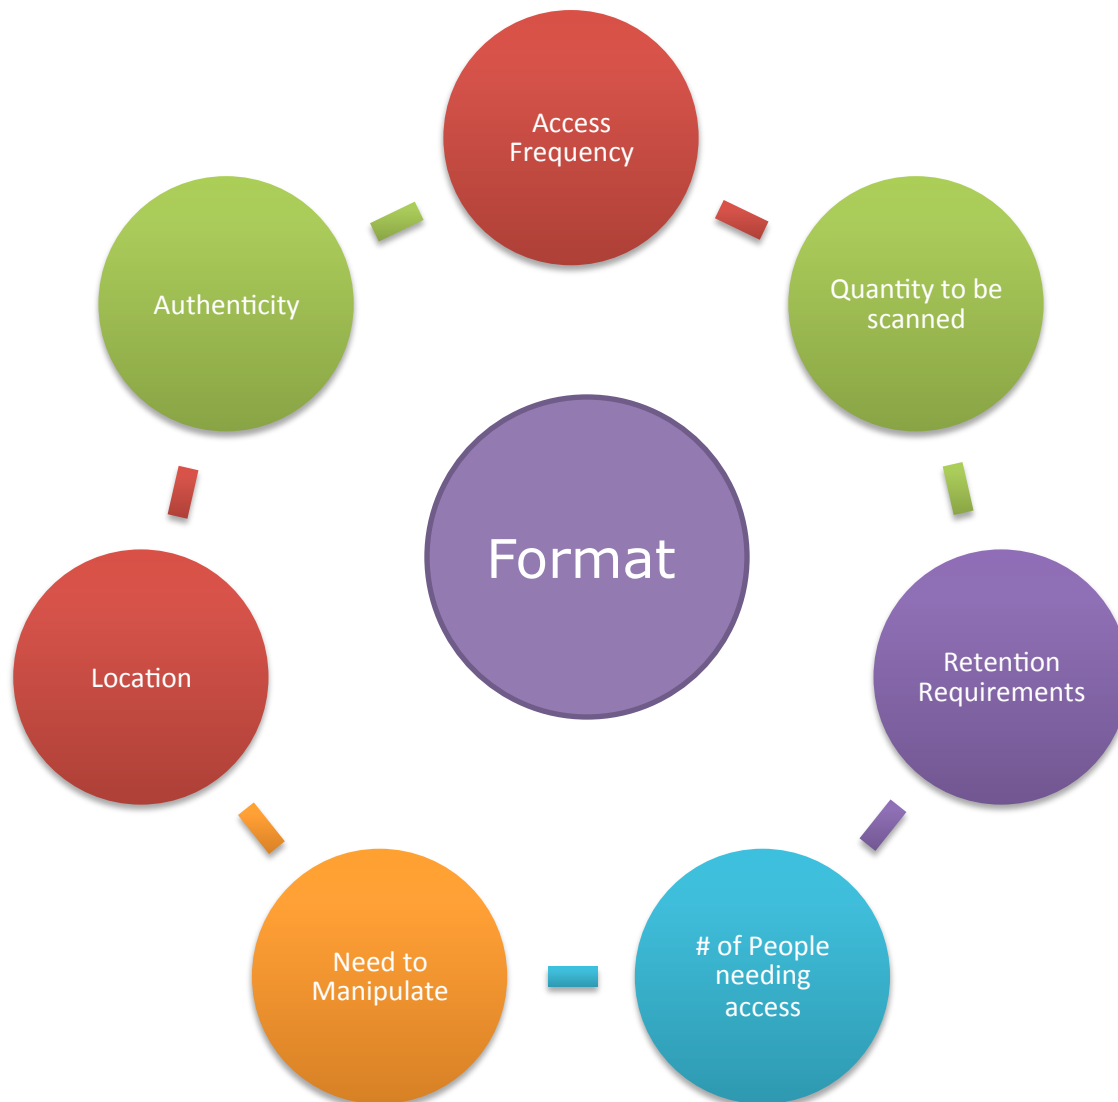 Access
Frequency
Quantity to be
scanned
Retention
Requirements
# of People
needing
access
Need to
Manipulate
Location
Authenticity
Format